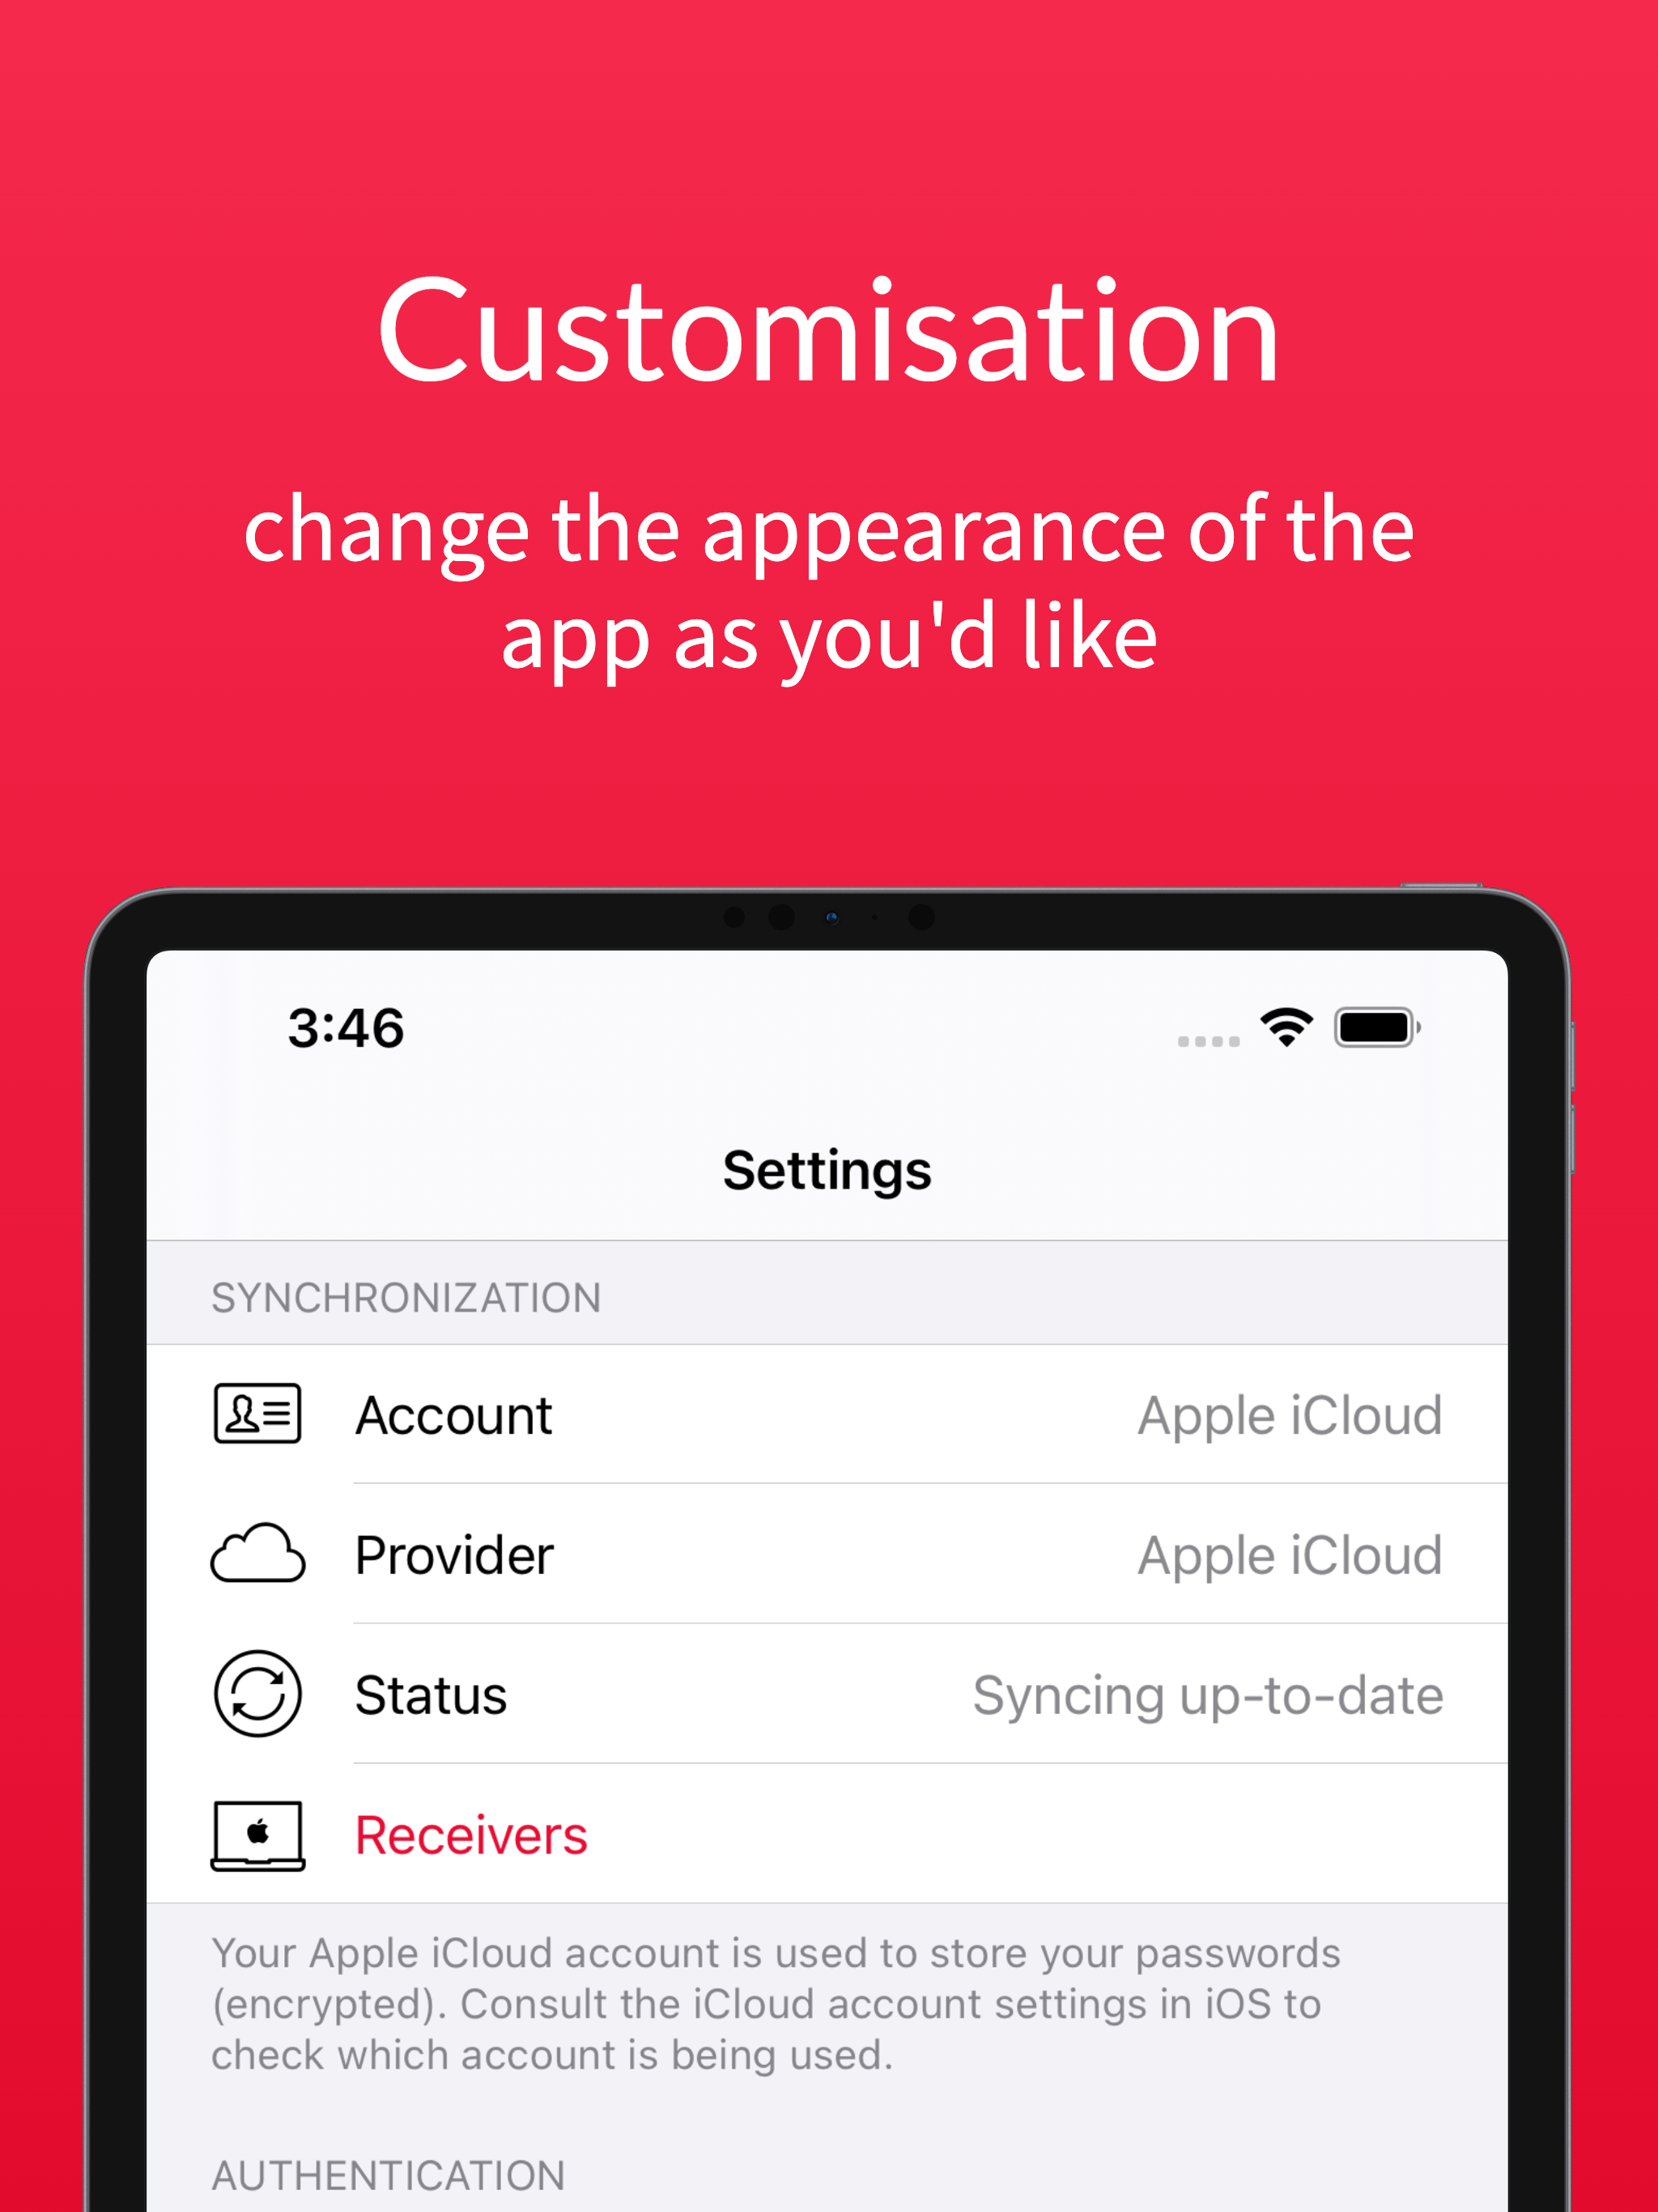 Customisation
change the appearance of the
app as you'd like
3:46
Settings
SYNCHRONIZATION
Account Apple iCloud
Provider Apple iCloud
Status Syncing up-to-date
Receivers
Your Apple iCloud account is used to store your passwords
(encrypted). Consult the iCloud account settings in iOS to
check which account is being used.
AUTHENTICATION